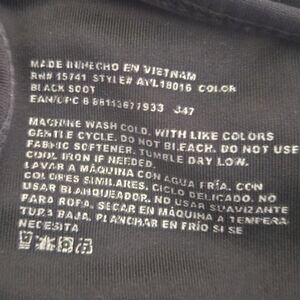 MADE IN/HECHO EN VIETNAM
RN# 15741 STYLE# AYL18016 COLOR
BLACK SOOT
EAN/UPC 8 88113677933 347
MACHINE WASH COLD. WITH LIKE COLORS
GENTLE CYCLE. DO NOT BLEACH. DO NOT USE
FABRIC SOFTENER. TUMBLE DRY LOW.
COOL IRON IF NEEDED.
LAVAR A MÁQUINA CON AGUA FRÍA. CON
COLORES SIMILARES. CICLO DELICADO. NO
USAR BLANQUEADOR. NO USAR SUAVIZANTE
PARA ROPA. SECAR EN MÁQUINA A TEMPERA-
TURA BAJA. PLANCHAR EN FRÍO SI SE
NECESITA